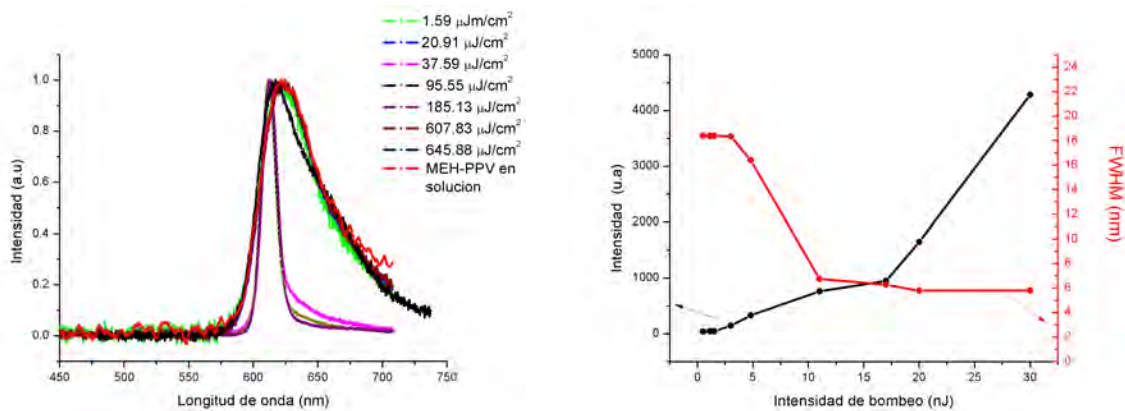 1.59 μJm/cm²
20.91 μJ/cm²
37.59 μJ/cm²
95.55 μJ/cm²
185.13 μJ/cm²
607.83 μJ/cm²
645.88 μJ/cm²
MEH-PPV en
solucion
Intensidad (a.u)
1.0
0.8
0.6
0.4
0.2
0.0
450 500 550 600 650 700 750
Longitud de onda (nm)
Intensidad (u.a)
5000
4000
3000
2000
1000
0
0 5 10 15 20 25 30
Intensidad de bombeo (nJ)
24
22
20
18
16
14
12
10
8
6
4
2
0
FWHM (nm)